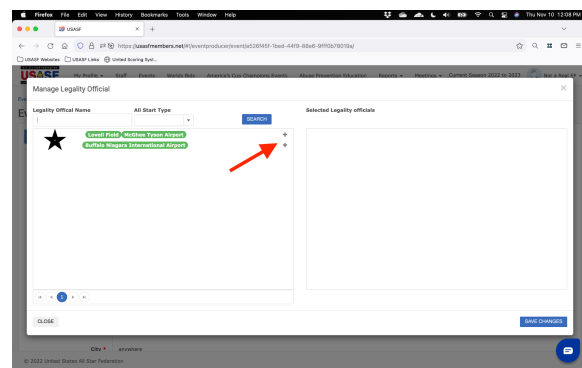 Firefox File Edit View History Bookmarks Tools Window Help Thu Nov 10 12:08 PM
USASF
https://usasfmembers.net/#/eventproducer/event(a526f45f-1bed-44f9-88e6-9fff0b78019a)
USASF Websites USASF Links United Scoring Syst...
USASF My Profile Staff Events Worlds Bids America's Cup Champions Events Abuse Prevention Education Reports Meetings Current Season 2022 to 2023 Not a Real EP
Manage Legality Official
Legality Offical Name All Start Type Selected Legality officials
SEARCH
Lovell Field McGhee Tyson Airport +
Buffalo Niagara International Airport +
1
CLOSE SAVE CHANGES
City * anywhere
© 2022 United States All Star Federation